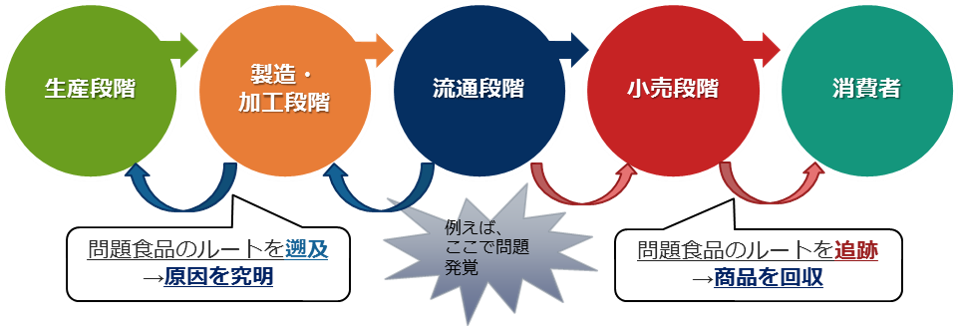 生産段階
製造・
加工段階
流通段階
小売段階
消費者
例えば、
ここで問題
発覚
問題食品のルートを遡及
→原因を究明
問題食品のルートを追跡
→商品を回収